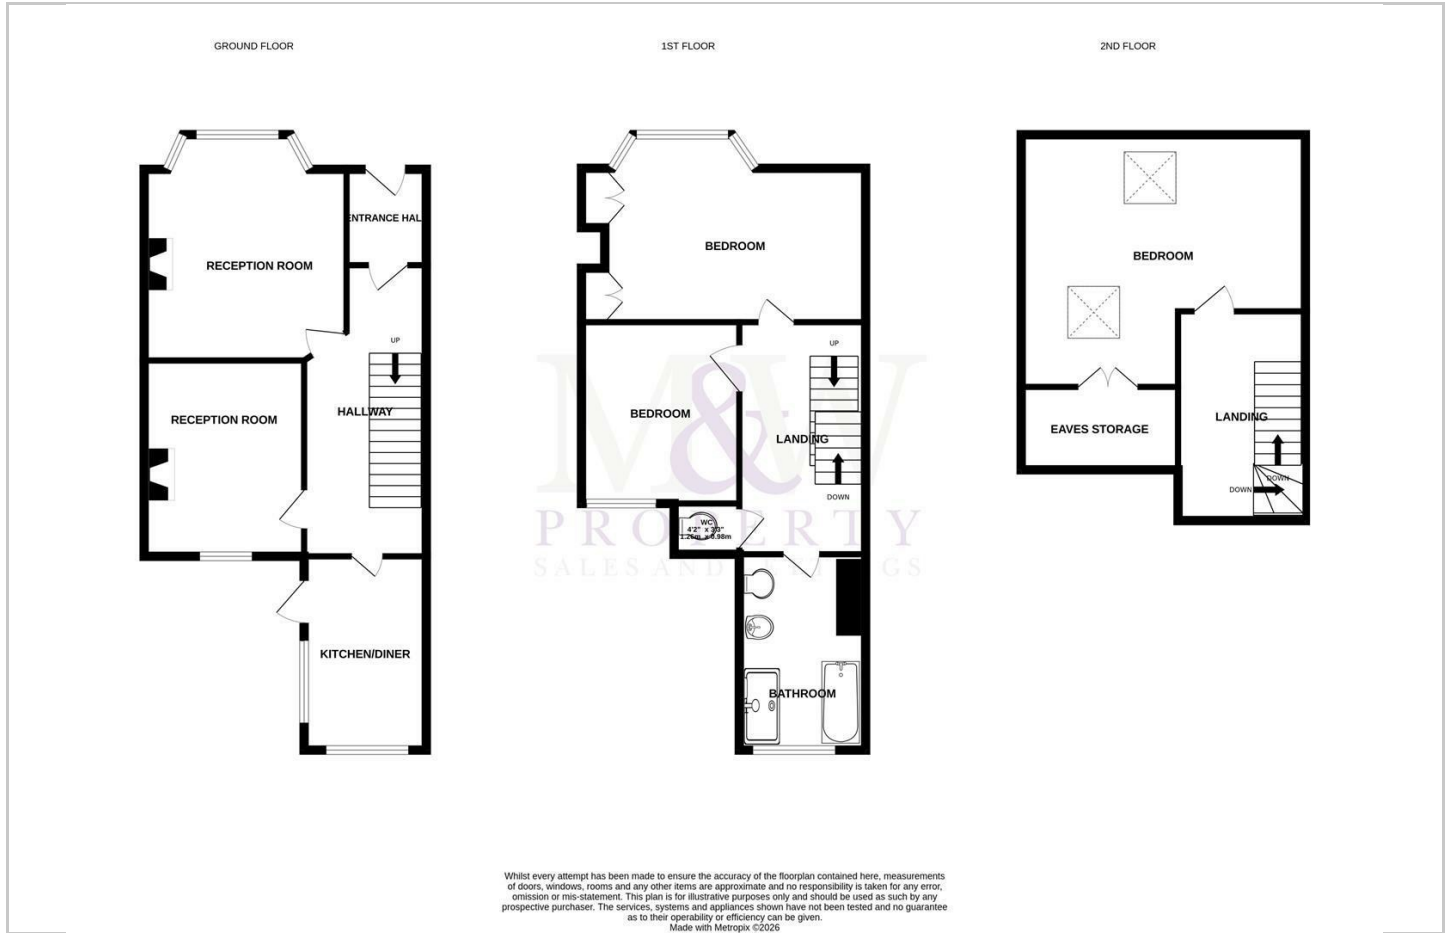 GROUND FLOOR
1ST FLOOR
2ND FLOOR
ENTRANCE HALL
RECEPTION ROOM
UP
RECEPTION ROOM
HALLWAY
KITCHEN/DINER
BEDROOM
UP
BEDROOM
LANDING
DOWN
WC
4'2" x 3'3"
1.26m x 0.98m
BATHROOM
BEDROOM
LANDING
EAVES STORAGE
DOWN
DOWN
M&W
PROPERTY
SALES AND LETTINGS
Whilst every attempt has been made to ensure the accuracy of the floorplan contained here, measurements
of doors, windows, rooms and any other items are approximate and no responsibility is taken for any error,
omission or mis-statement. This plan is for illustrative purposes only and should be used as such by any
prospective purchaser. The services, systems and appliances shown have not been tested and no guarantee
as to their operability or efficiency can be given.
Made with Metropix ©2026